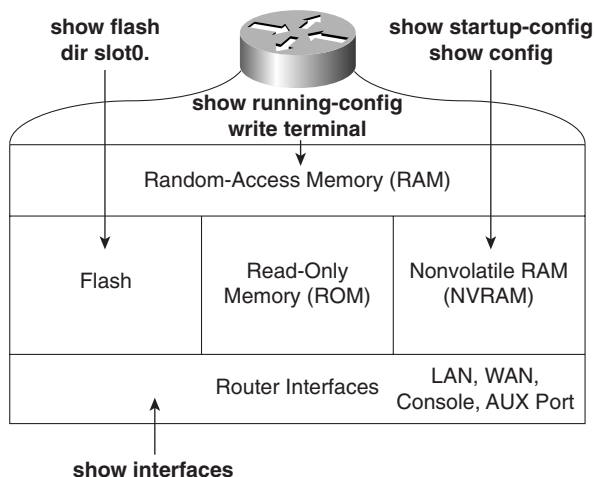 show flash
dir slot0.
show startup-config
show config
show running-config
write terminal
Random-Access Memory (RAM)
Flash
Read-Only
Memory (ROM)
Nonvolatile RAM
(NVRAM)
Router Interfaces
LAN, WAN,
Console, AUX Port
show interfaces